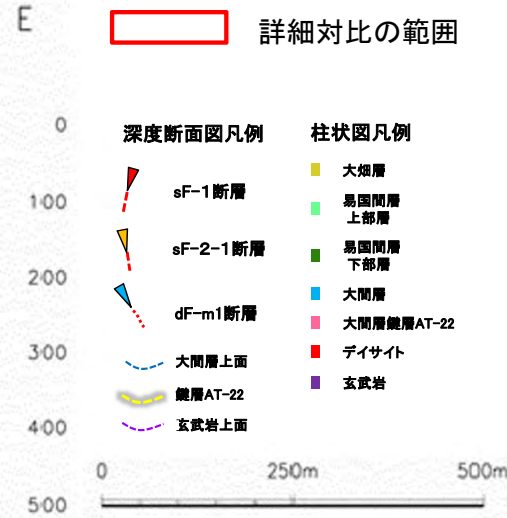 E
詳細対比の範囲
0
100
200
300
400
500
深度断面図凡例
sF-1断層
sF-2-1断層
dF-m1断層
大間層上面
鍵層AT-22
玄武岩上面
柱状図凡例
大畑層
易国間層
上部層
易国間層
下部層
大間層
大間層鍵層AT-22
デイサイト
玄武岩
0
250m
500m